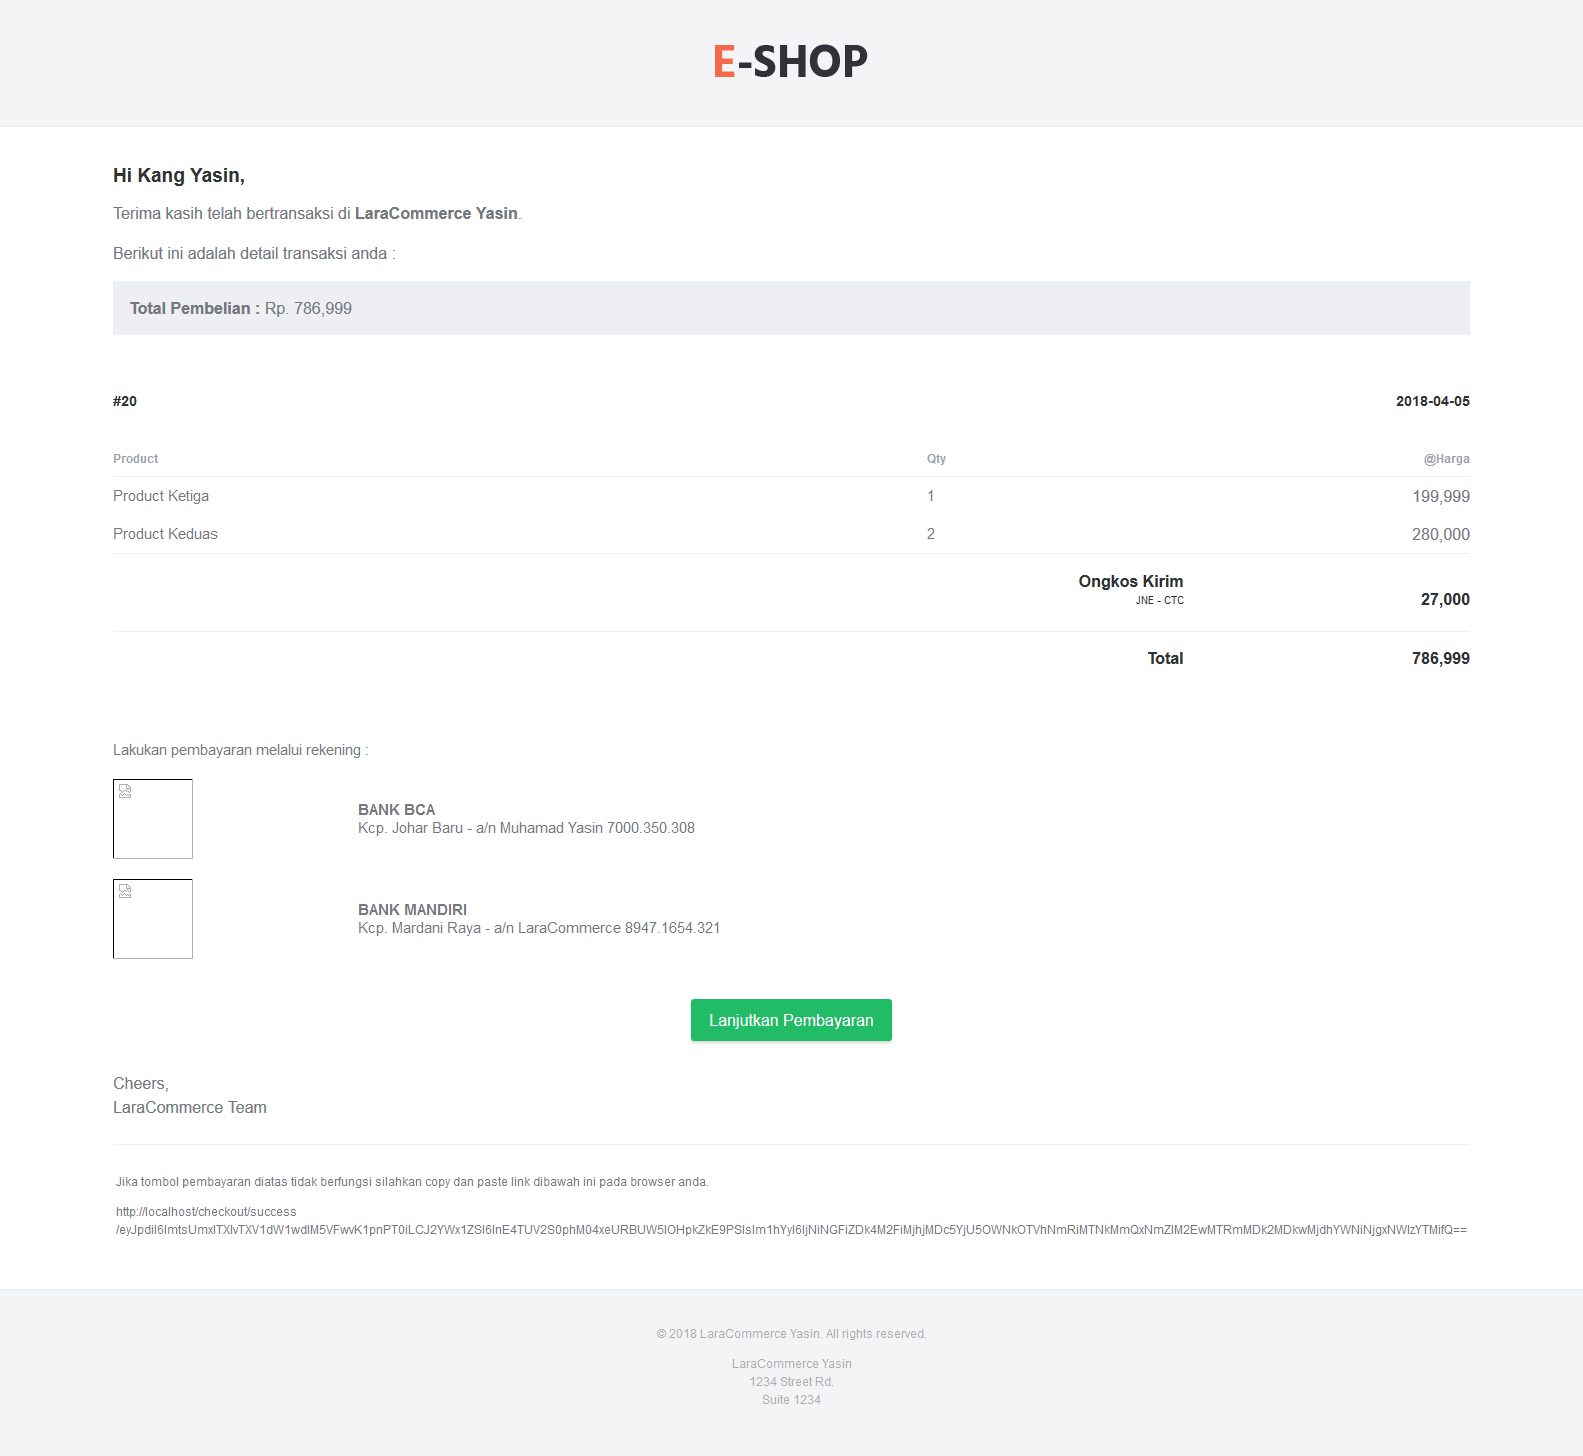 E-SHOP
Hi Kang Yasin,
Terima kasih telah bertransaksi di LaraCommerce Yasin.
Berikut ini adalah detail transaksi anda :
Total Pembelian : Rp. 786,999
#20 2018-04-05
Product Qty @Harga
Product Ketiga 1 199,999
Product Keduas 2 280,000
Ongkos Kirim
JNE - CTC 27,000
Total 786,999
Lakukan pembayaran melalui rekening :
BANK BCA
Kcp. Johar Baru - a/n Muhamad Yasin 7000.350.308
BANK MANDIRI
Kcp. Mardani Raya - a/n LaraCommerce 8947.1654.321
Lanjutkan Pembayaran
Cheers,
LaraCommerce Team
Jika tombol pembayaran diatas tidak berfungsi silahkan copy dan paste link dibawah ini pada browser anda.
http://localhost/checkout/success
© 2018 LaraCommerce Yasin. All rights reserved.
LaraCommerce Yasin
1234 Street Rd.
Suite 1234